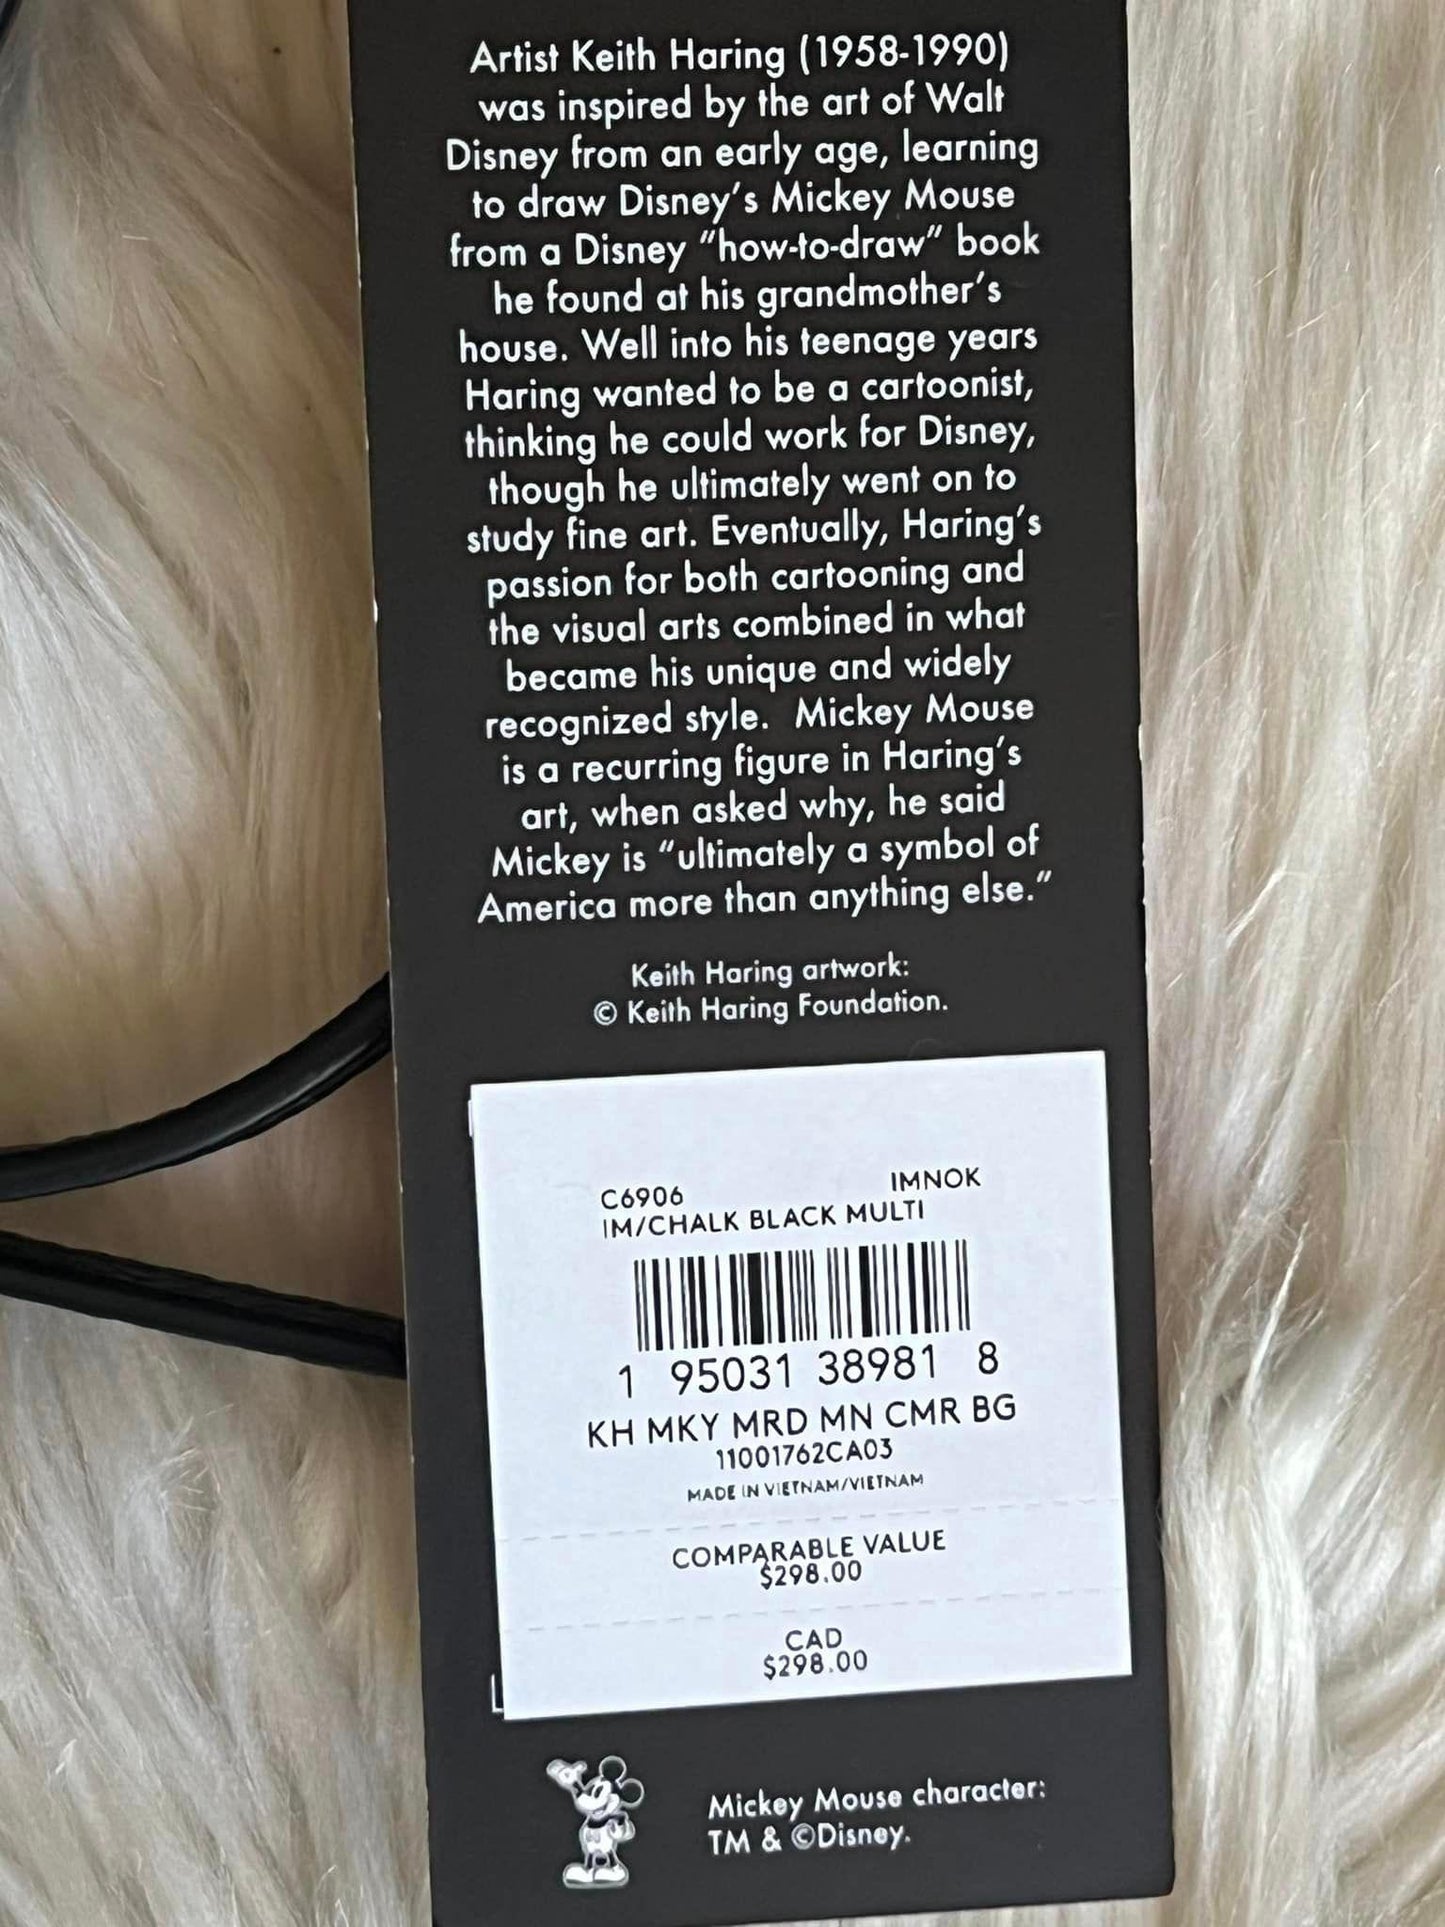 Artist Keith Haring (1958-1990)
was inspired by the art of Walt
Disney from an early age, learning
to draw Disney's Mickey Mouse
from a Disney "how-to-draw" book
he found at his grandmother's
house. Well into his teenage years
Haring wanted to be a cartoonist,
thinking he could work for Disney,
though he ultimately went on to
study fine art. Eventually, Haring's
passion for both cartooning and
the visual arts combined in what
became his unique and widely
recognized style. Mickey Mouse
is a recurring figure in Haring's
art, when asked why, he said
Mickey is "ultimately a symbol of
America more than anything else."
Keith Haring artwork:
© Keith Haring Foundation.
C6906 IMNOK
IM/CHALK BLACK MULTI
1 95031 38981 8
KH MKY MRD MN CMR BG
11001762CA03
MADE IN VIETNAM/VIETNAM
COMPARABLE VALUE
$298.00
CAD
$298.00
Mickey Mouse character:
TM & ©Disney.